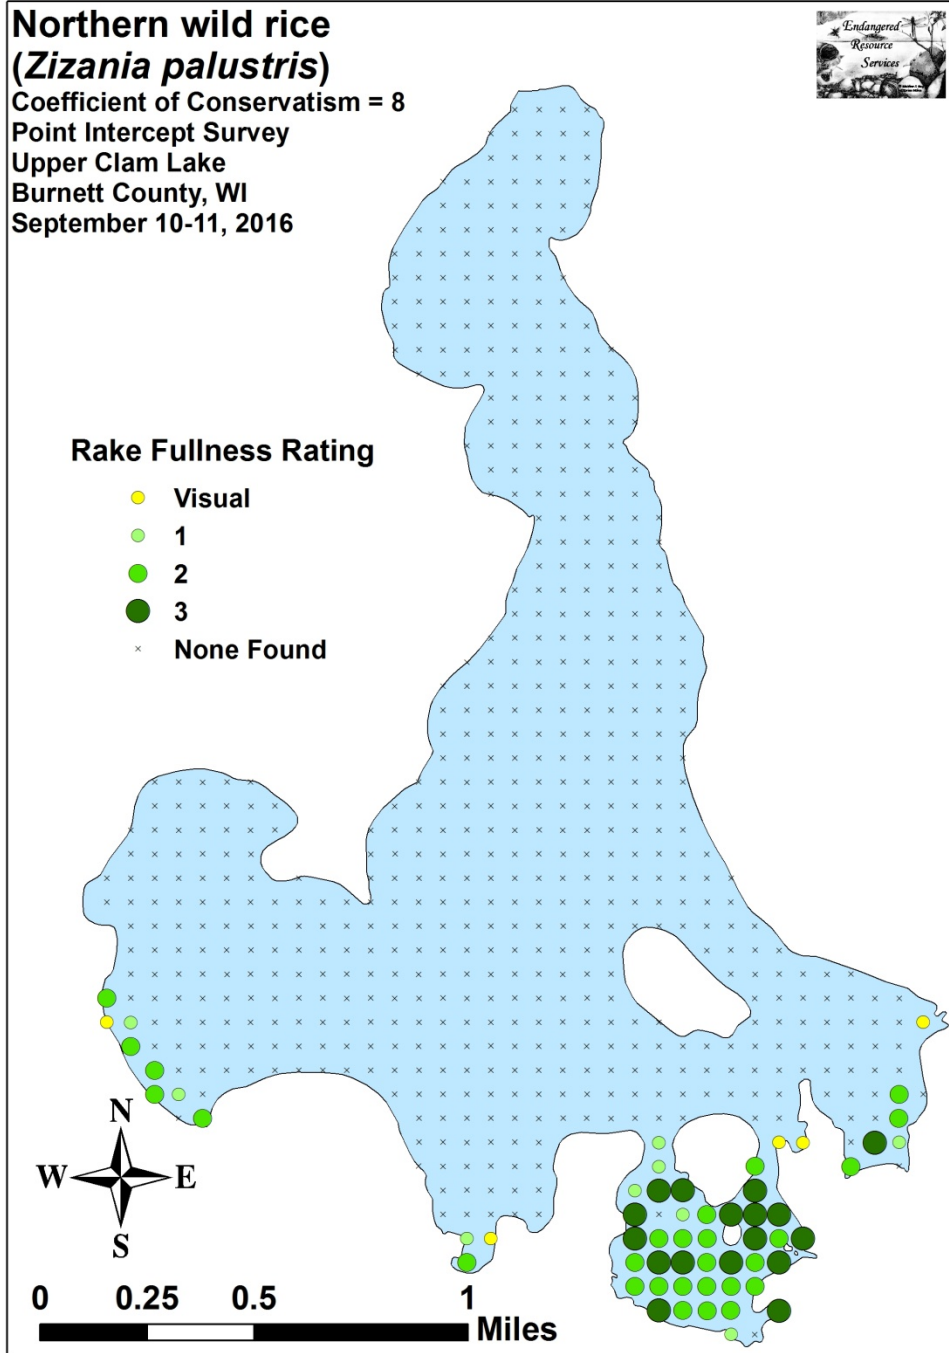 Northern wild rice
(Zizania palustris)
Coefficient of Conservatism = 8
Point Intercept Survey
Upper Clam Lake
Burnett County, WI
September 10-11, 2016
Endangered
Resource
Services
Rake Fullness Rating
Visual
1
2
3
None Found
N
W E
S
0 0.25 0.5 1
Miles